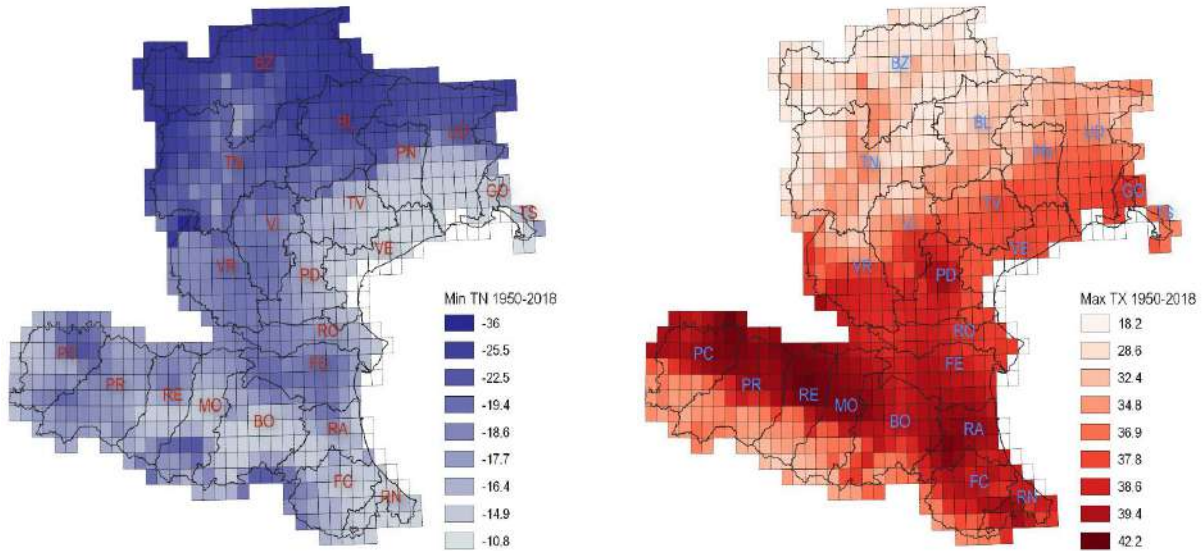 BZ
BL
UD
PN
TN
GO
TV
TS
VI
VE
VR
PD
RO
PC
FE
PR
RE
MO
BO
RA
FC
RN
Min TN 1950-2018
-36
-25.5
-22.5
-19.4
-18.6
-17.7
-16.4
-14.9
-10.8
BZ
BL
UD
PN
TN
GO
TV
TS
VI
VE
VR
PD
RO
PC
FE
PR
RE
MO
BO
RA
FC
RN
Max TX 1950-2018
18.2
28.6
32.4
34.8
36.9
37.8
38.6
39.4
42.2